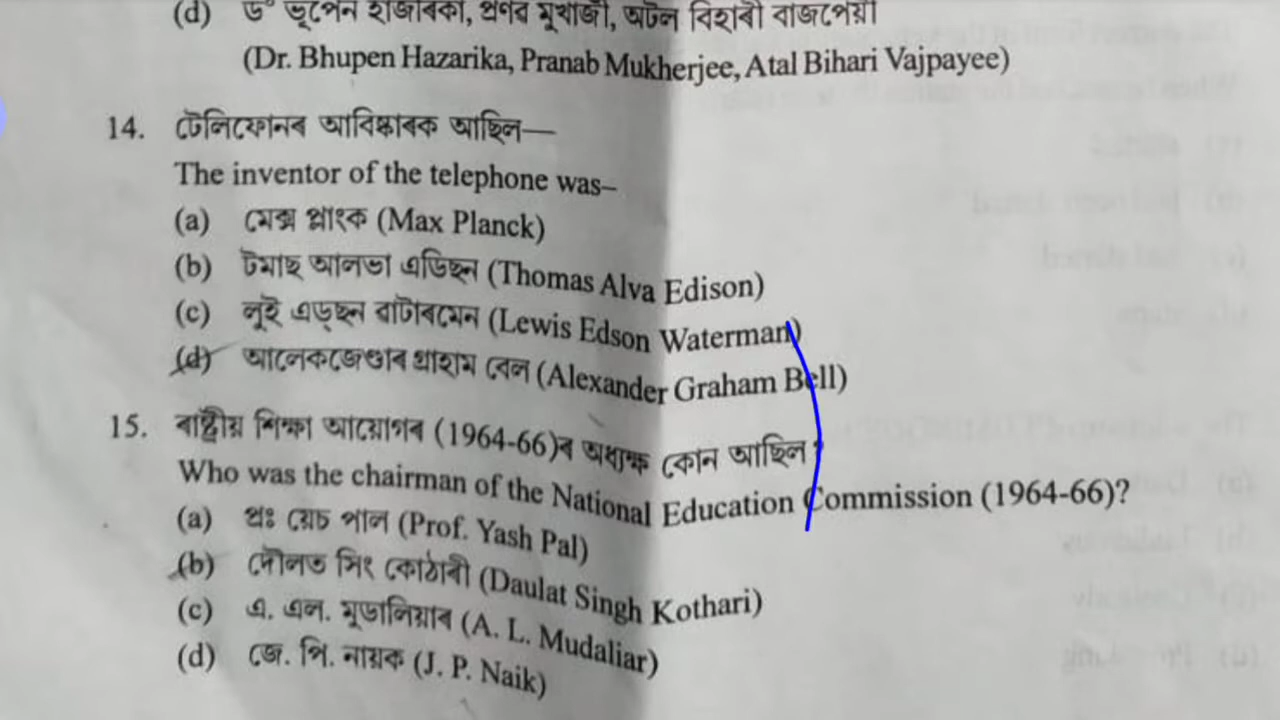 (d) ড° ভূপেন হাজৰিকা, প্ৰণব মুখাৰ্জী, অটল বিহাৰী বাজপেয়ী
(Dr. Bhupen Hazarika, Pranab Mukherjee, Atal Bihari Vajpayee)
14. টেলিফোনৰ আবিষ্কাৰক আছিল—
The inventor of the telephone was–
(a) মেক্স প্লাংক (Max Planck)
(b) টমাছ আলভা এডিছন (Thomas Alva Edison)
(c) লুই এড্ছন ৱাটাৰমেন (Lewis Edson Waterman)
(d) আলেকজেণ্ডাৰ গ্ৰাহাম বেল (Alexander Graham Bell)
15. ৰাষ্ট্ৰীয় শিক্ষা আয়োগৰ (1964-66)ৰ অধ্যক্ষ কোন আছিল?
Who was the chairman of the National Education Commission (1964-66)?
(a) প্ৰঃ য়েচ পাল (Prof. Yash Pal)
(b) দৌলত সিং কোঠাৰী (Daulat Singh Kothari)
(c) এ. এল. মুডালিয়াৰ (A. L. Mudaliar)
(d) জে. পি. নায়ক (J. P. Naik)